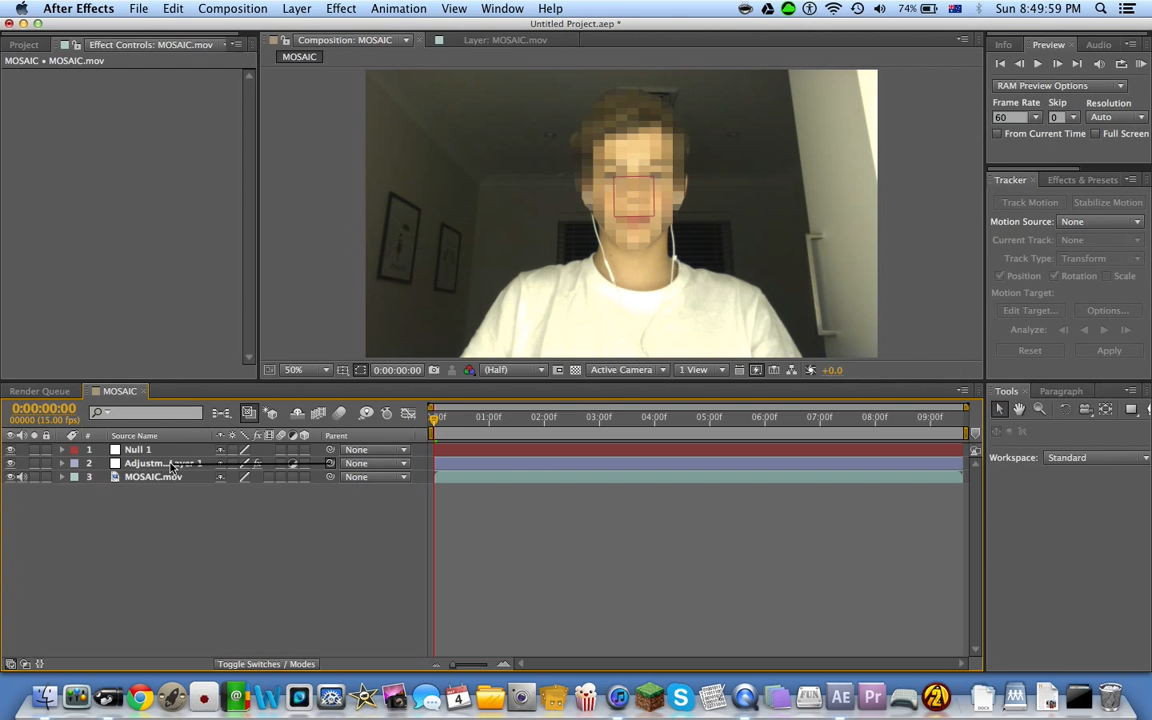 After Effects File Edit Composition Layer Effect Animation View Window Help 74% Sun 8:49:59 PM
Untitled Project.aep *
Project Effect Controls: MOSAIC.mov Composition: MOSAIC Layer: MOSAIC.mov Info Preview Audio
MOSAIC • MOSAIC.mov MOSAIC
RAM Preview Options
Frame Rate Skip Resolution
60 0 Auto
From Current Time Full Screen
Tracker Effects & Presets
Track Motion Stabilize Motion
Motion Source: None
Current Track: None
Track Type: Transform
Position Rotation Scale
Motion Target:
Edit Target... Options...
Analyze:
Reset Apply
50% 0:00:00:00 (Half) Active Camera 1 View +0.0
Render Queue MOSAIC Tools Paragraph
0:00:00:00
00000 (15.00 fps)
00f 01:00f 02:00f 03:00f 04:00f 05:00f 06:00f 07:00f 08:00f 09:00f
# Source Name fx Parent
1 Null 1 None
2 Adjustm...Layer 1 None
3 MOSAIC.mov None
Workspace: Standard
Toggle Switches / Modes